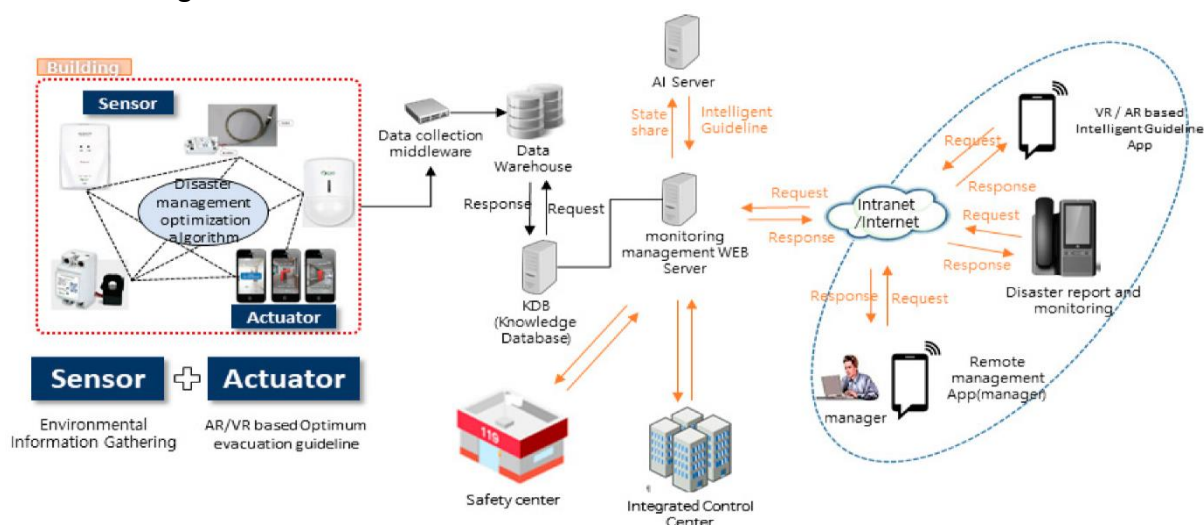 Building
Sensor
Disaster
management
optimization
algorithm
Actuator
Sensor
Actuator
Environmental
Information Gathering
AR/VR based Optimum
evacuation guideline
Data collection
middleware
Data
Warehouse
Response
Request
KDB
(Knowledge
Database)
AI Server
State
share
Intelligent
Guideline
monitoring
management WEB
Server
Request
Response
Intranet
/Internet
Request
Response
VR / AR based
Intelligent Guideline
App
Request
Response
Disaster report and
monitoring
Response
Request
manager
Remote
management
App(manager)
119
Safety center
Integrated Control
Center